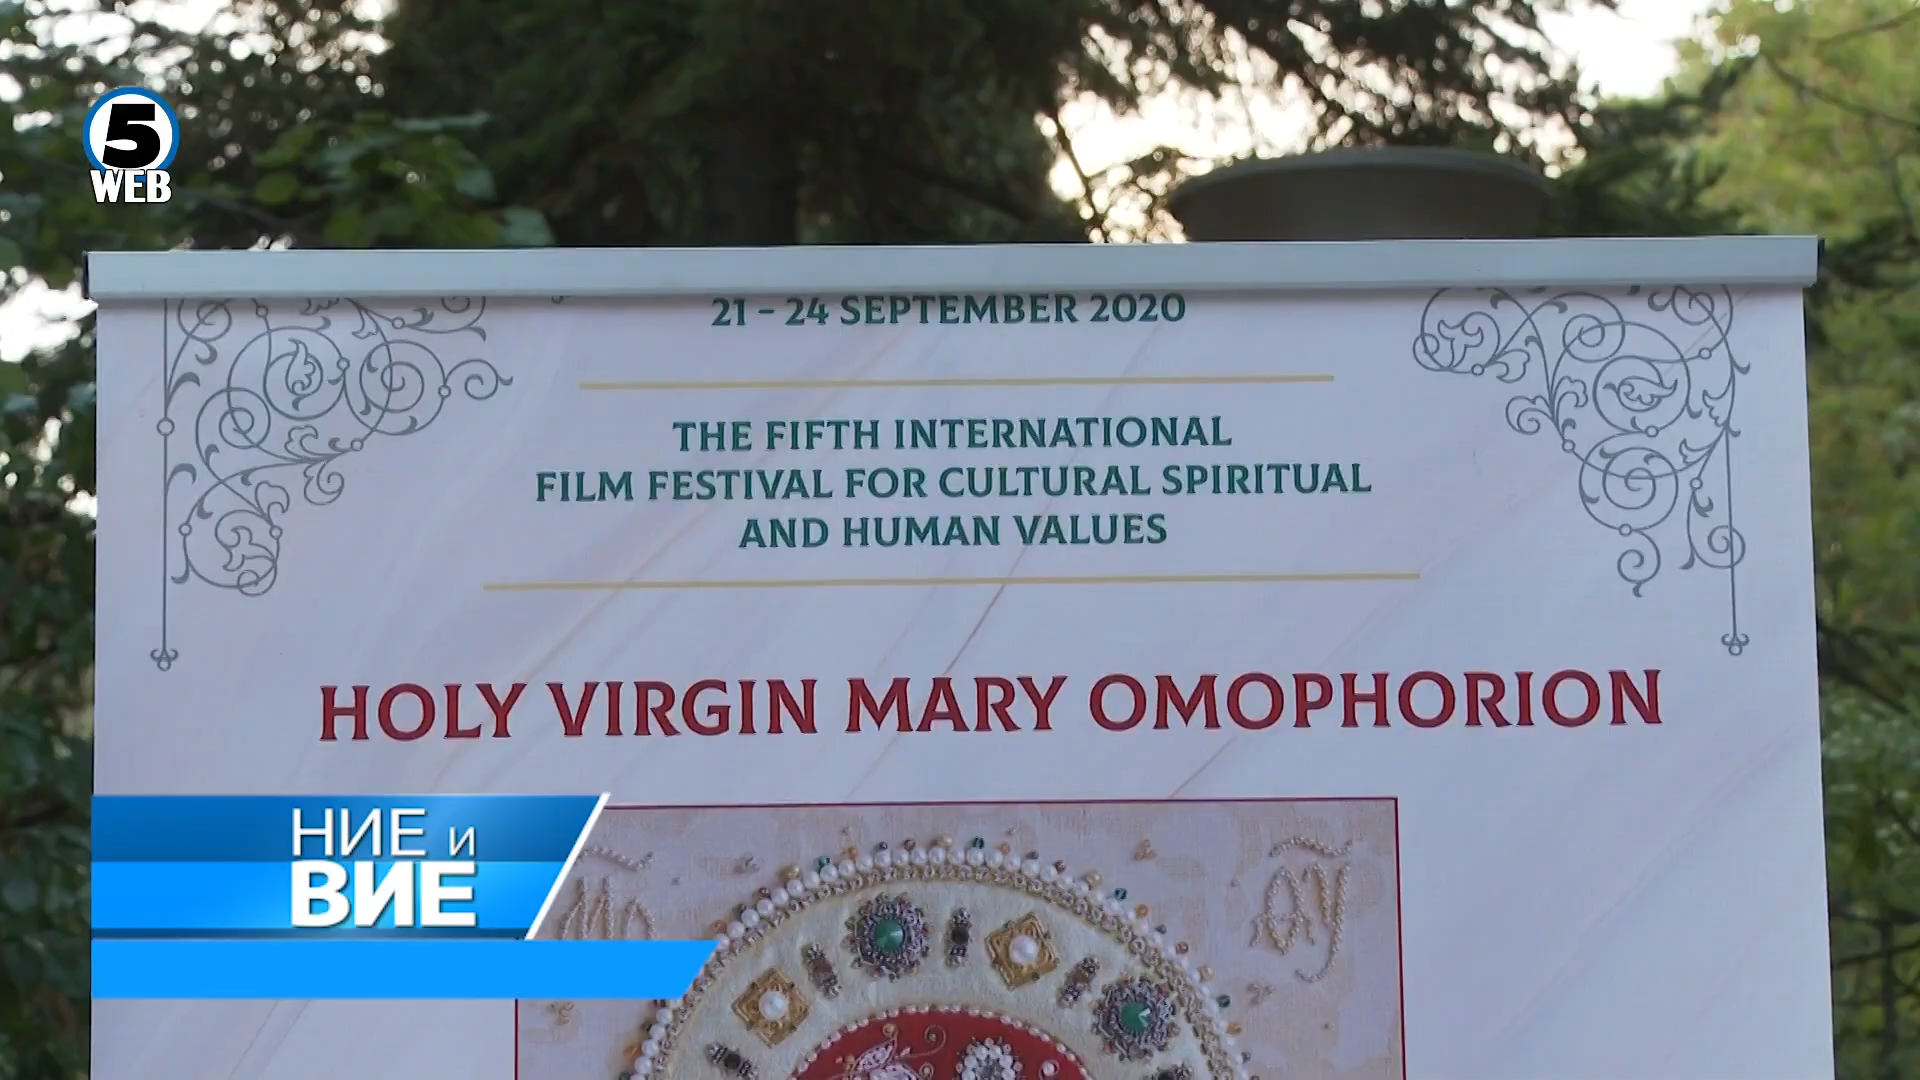 5
WEB
21 – 24 SEPTEMBER 2020
THE FIFTH INTERNATIONAL
FILM FESTIVAL FOR CULTURAL SPIRITUAL
AND HUMAN VALUES
HOLY VIRGIN MARY OMOPHORION
НИЕ И
ВИЕ